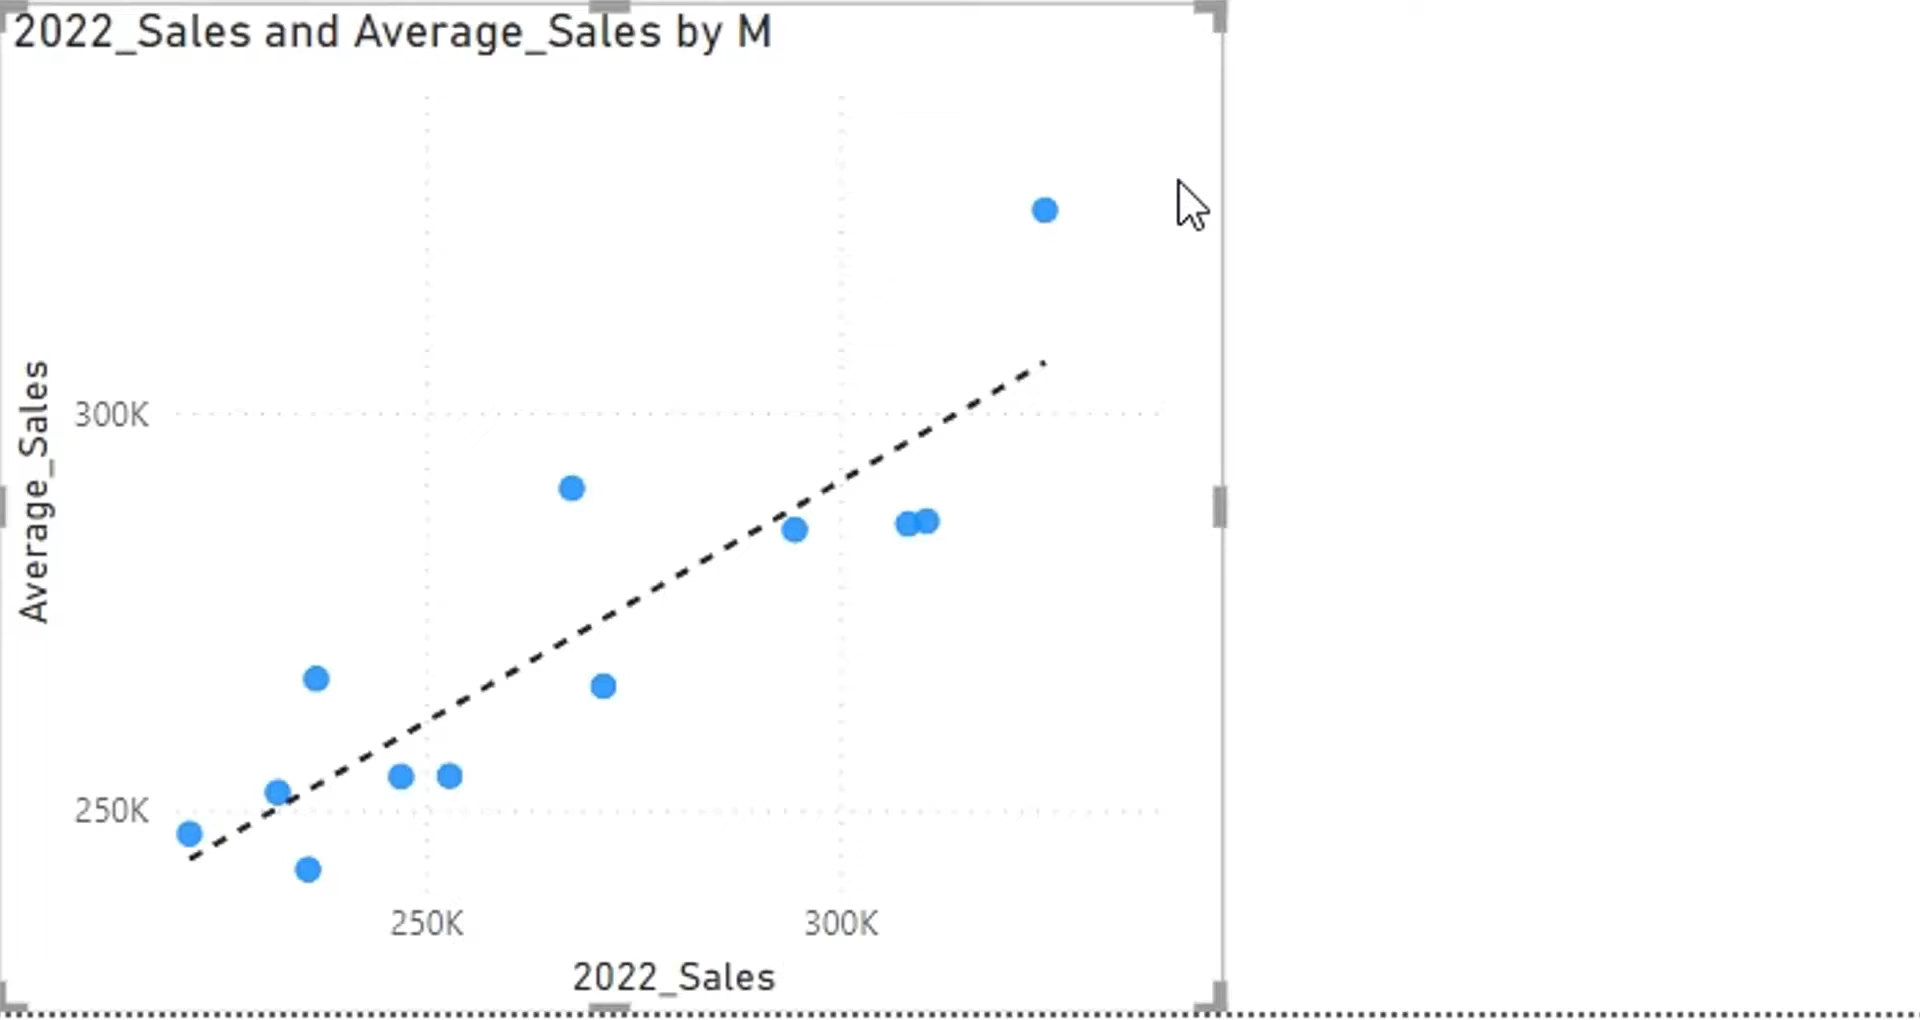 2022_Sales and Average_Sales by M
Average_Sales
300K
250K
250K 300K
2022_Sales